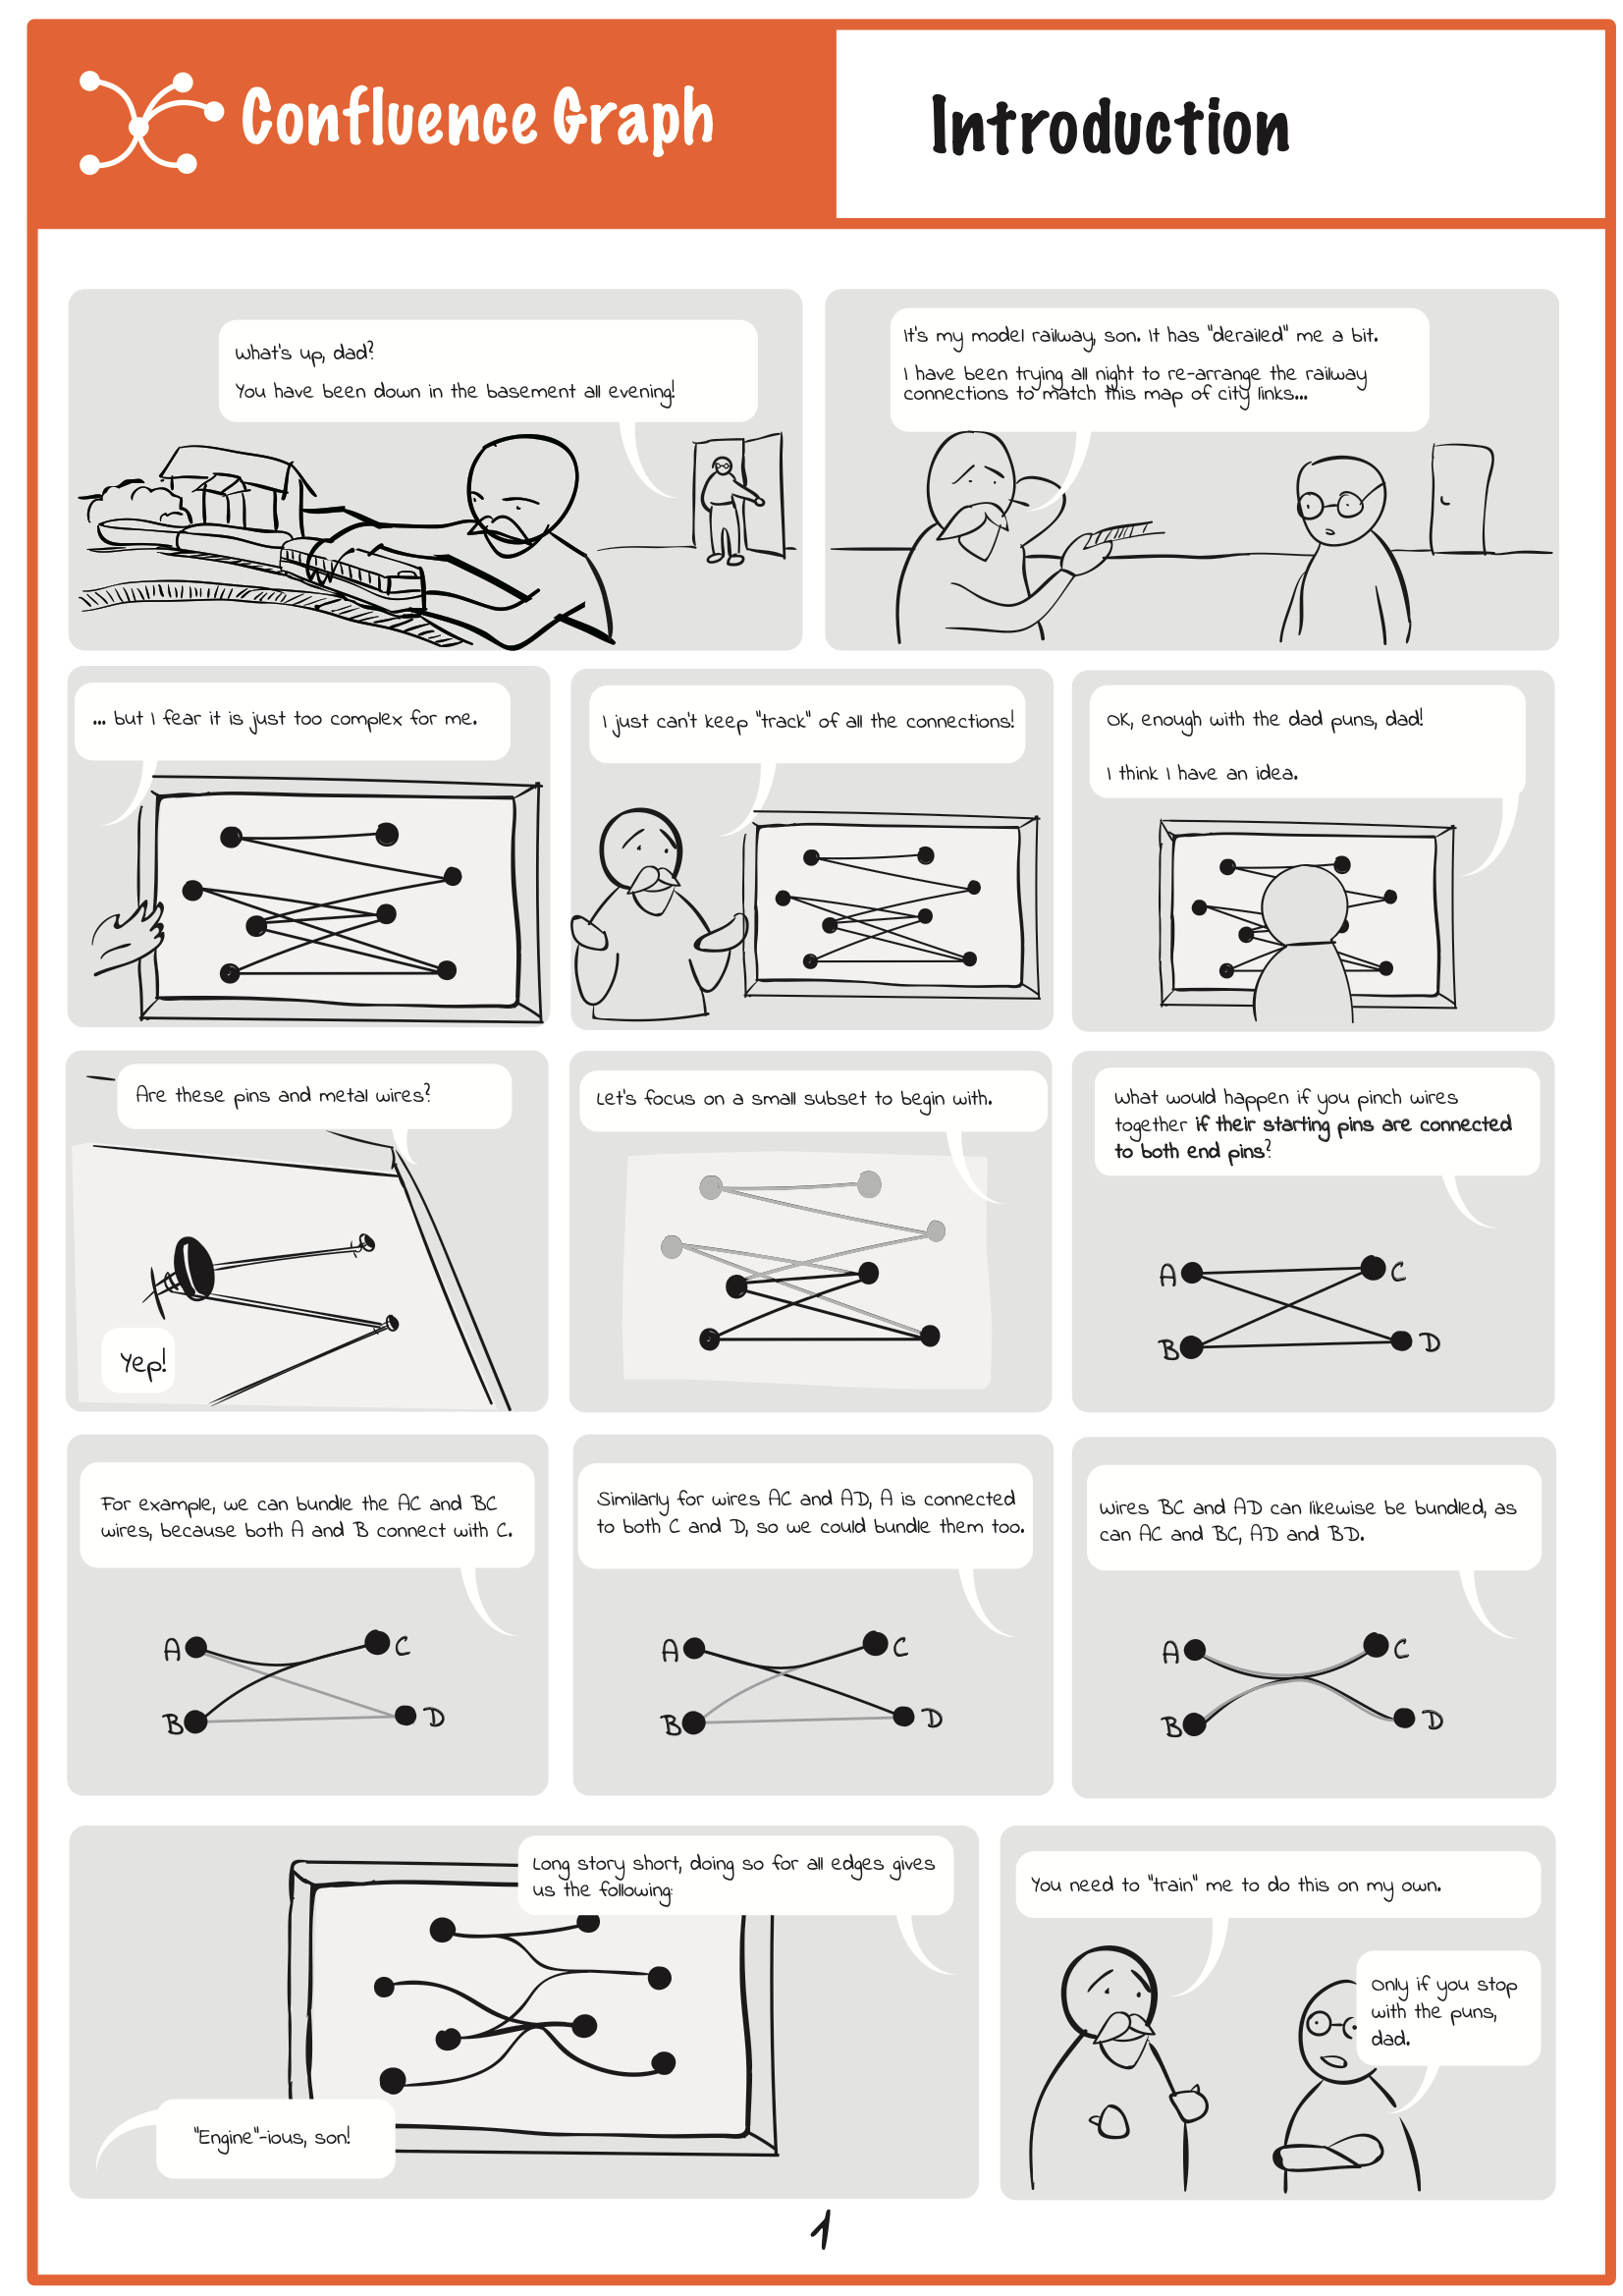 Confluence Graph
Introduction
What's up, dad?
You have been down in the basement all evening!
It's my model railway, son. It has "derailed" me a bit.
I have been trying all night to re-arrange the railway
connections to match this map of city links...
... but I fear it is just too complex for me.
I just can't keep "track" of all the connections!
OK, enough with the dad puns, dad!
I think I have an idea.
Are these pins and metal wires?
Yep!
Let's focus on a small subset to begin with.
What would happen if you pinch wires
together if their starting pins are connected
to both end pins?
A
C
B
D
For example, we can bundle the AC and BC
wires, because both A and B connect with C.
A
C
B
D
Similarly for wires AC and AD, A is connected
to both C and D, so we could bundle them too.
A
C
B
D
Wires BC and AD can likewise be bundled, as
can AC and BC, AD and BD.
A
C
B
D
Long story short, doing so for all edges gives
us the following:
"Engine"-ious, son!
You need to "train" me to do this on my own.
Only if you stop
with the puns,
dad.
1